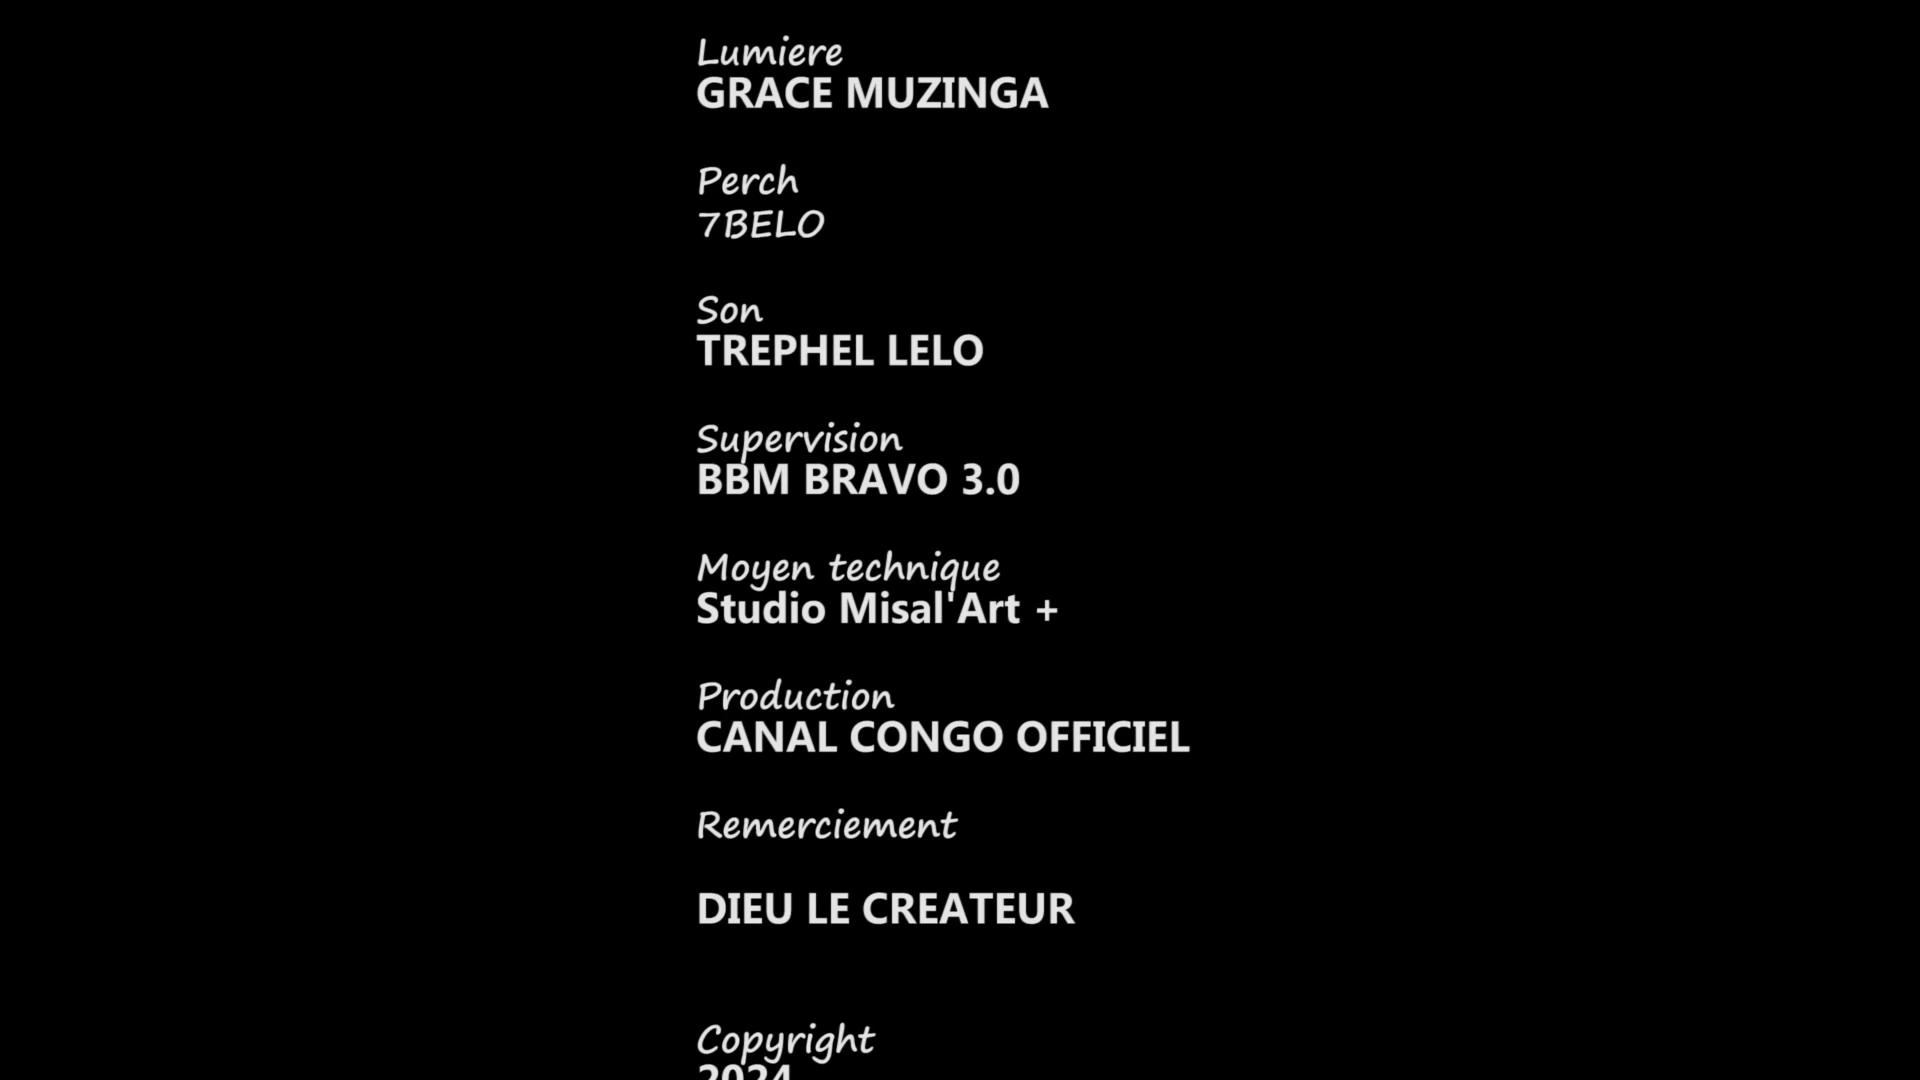 Lumiere
GRACE MUZINGA
Perch
7BELO
Son
TREPHEL LELO
Supervision
BBM BRAVO 3.0
Moyen technique
Studio Misal'Art +
Production
CANAL CONGO OFFICIEL
Remerciement
DIEU LE CREATEUR
Copyright
2024